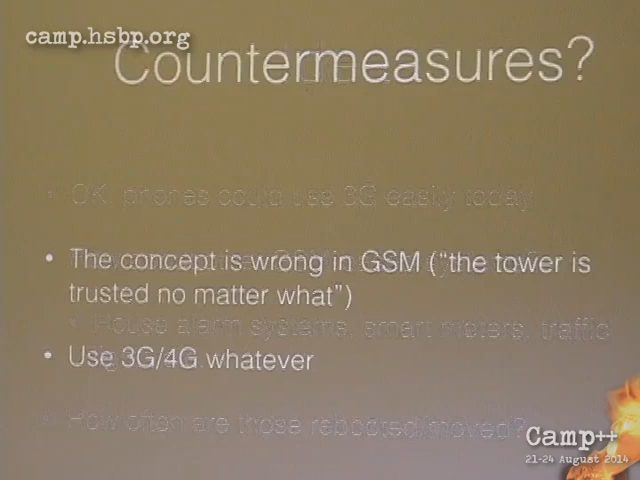 camp.hsbp.org
Countermeasures?
• OK, phones could use 3G easily today
• The concept is wrong in GSM (“the tower is
trusted no matter what”)
• House alarm systems, smart meters, traffic
• Use 3G/4G whatever
• How often are those rebooted/moved?
Camp++
21-24 August 2014